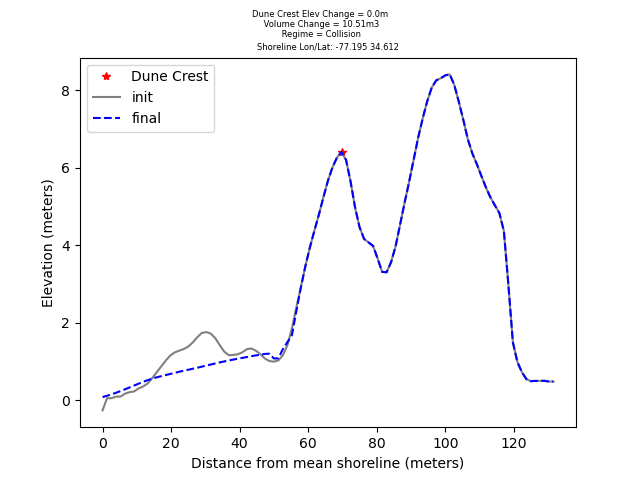 Dune Crest Elev Change = 0.0m
Volume Change = 10.51m3
Regime = Collision
Shoreline Lon/Lat: -77.195 34.612
Dune Crest
init
final
8
6
4
2
0
Elevation (meters)
0 20 40 60 80 100 120
Distance from mean shoreline (meters)